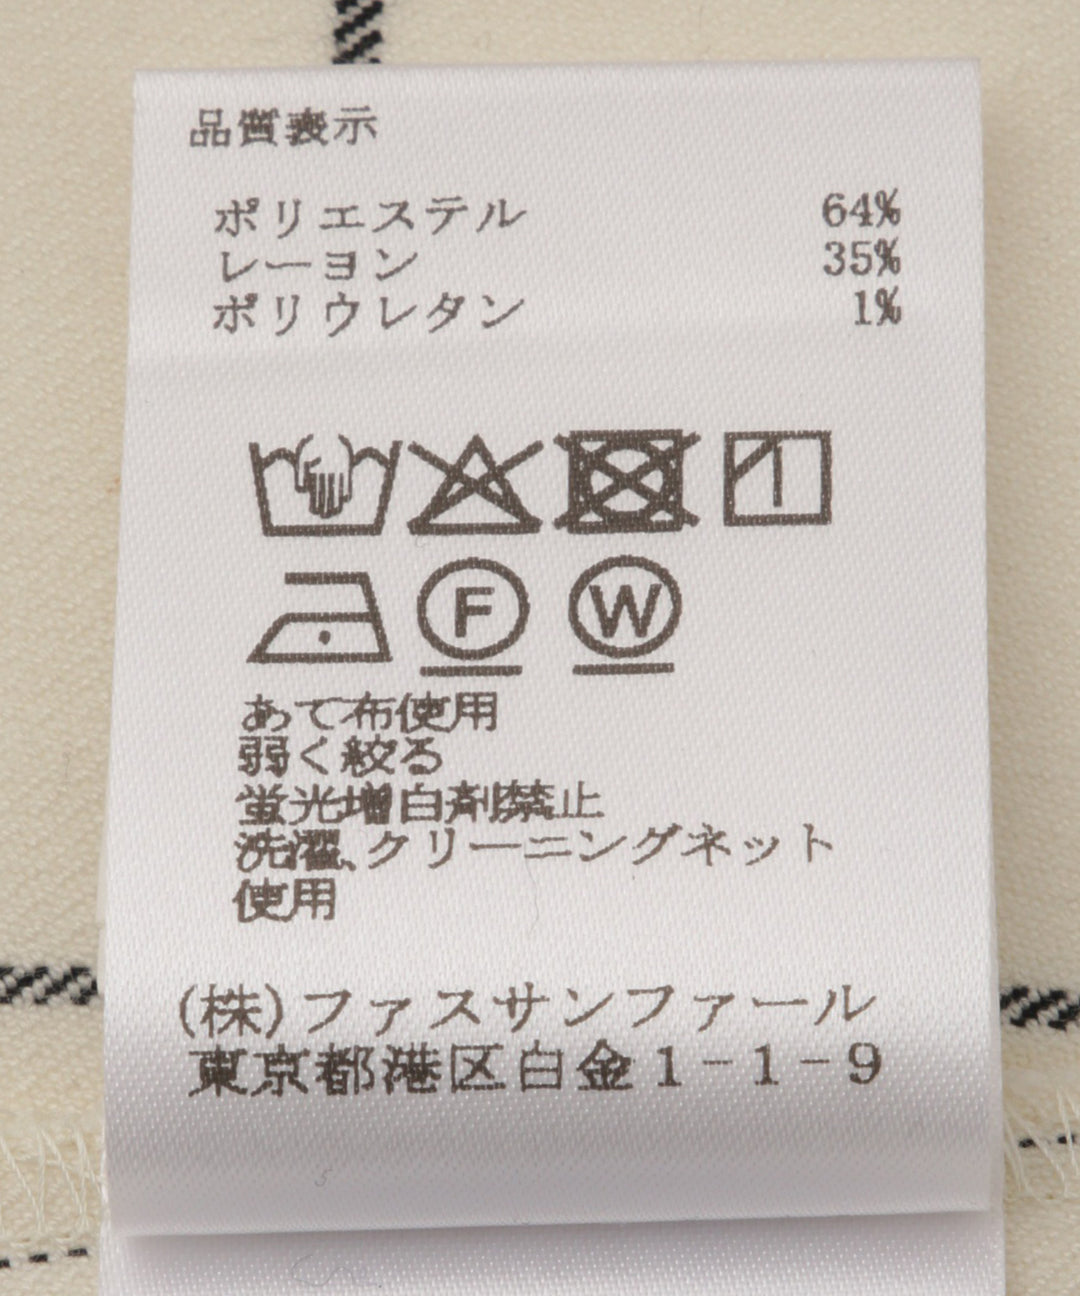 品質表示
ポリエステル 64%
レーヨン 35%
ポリウレタン 1%
F W
あて布使用
弱く絞る
蛍光増白剤禁止
洗濯、クリーニングネット
使用
(株)ファスサンファール
東京都港区白金1-1-9